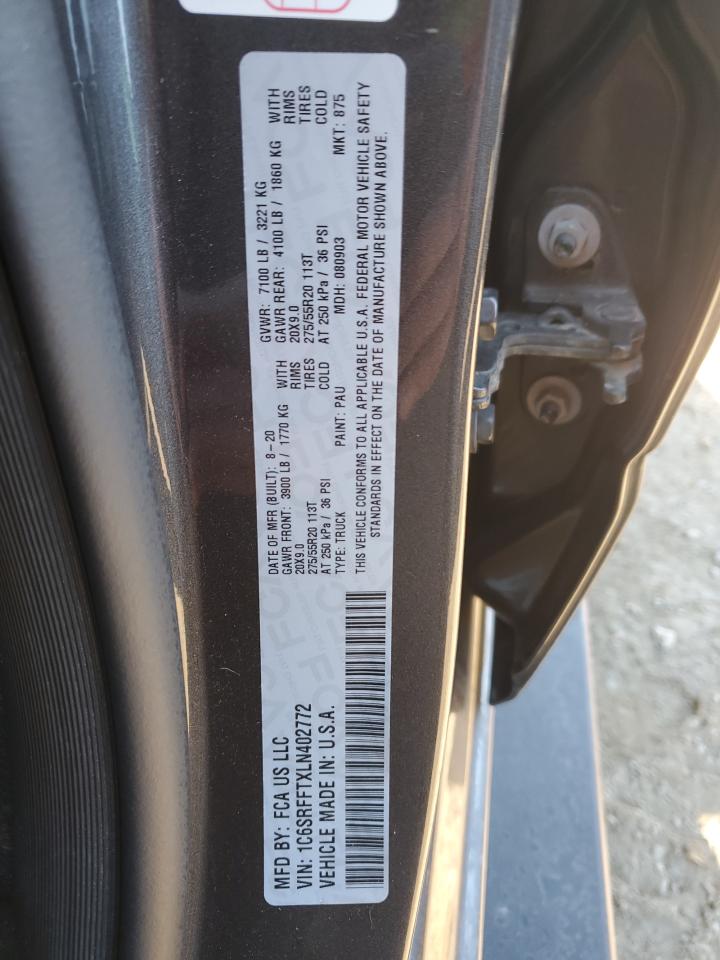 MFD BY: FCA US LLC
VIN: 1C6SRFFTXLN402772
VEHICLE MADE IN: U.S.A.
DATE OF MFR (BUILT): 8-20 GVWR: 7100 LB / 3221 KG
GAWR FRONT: 3900 LB / 1770 KG WITH GAWR REAR: 4100 LB / 1860 KG WITH
20X9.0 RIMS 20X9.0 RIMS
275/55R20 113T TIRES 275/55R20 113T TIRES
AT 250 kPa / 36 PSI COLD AT 250 kPa / 36 PSI COLD
TYPE: TRUCK PAINT: PAU MDH: 080903 MKT: 875
THIS VEHICLE CONFORMS TO ALL APPLICABLE U.S.A. FEDERAL MOTOR VEHICLE SAFETY
STANDARDS IN EFFECT ON THE DATE OF MANUFACTURE SHOWN ABOVE.